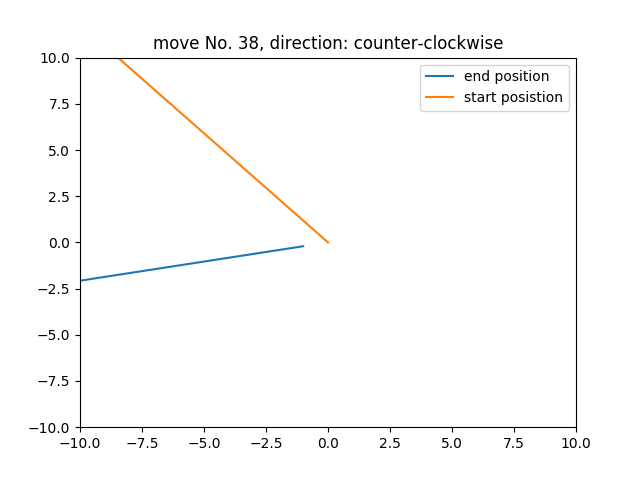 move No. 38, direction: counter-clockwise
end position
start posistion
10.0
7.5
5.0
2.5
0.0
−2.5
−5.0
−7.5
−10.0
−10.0 −7.5 −5.0 −2.5 0.0 2.5 5.0 7.5 10.0